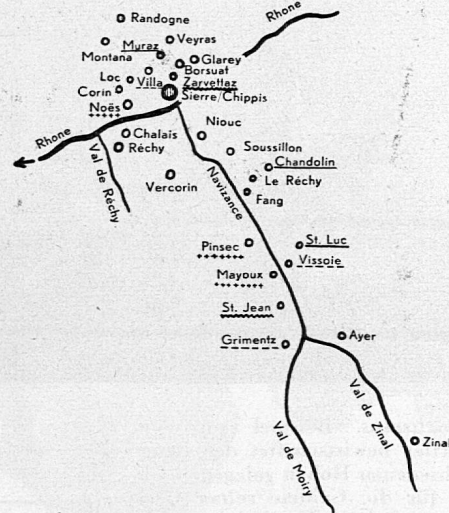 Randogne
Rhone
Veyras
Muraz
Montana
Glarey
Borsuat
Loc
Villa
Zarvettaz
Corin
Sierre/Chippis
Noës
Rhone
Chalais
Niouc
Réchy
Soussillon
Chandolin
Val de Réchy
Vercorin
Navizance
Le Réchy
Fang
Pinsec
St. Luc
Vissoie
Mayoux
St. Jean
Grimentz
Ayer
Val de Zinal
Val de Moiry
Zinal